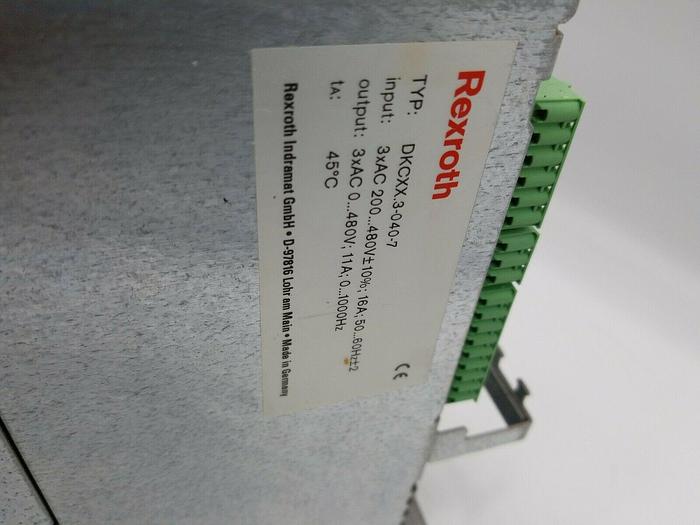 Rexroth
TYP: DKCXX.3-040-7
input: 3xAC 200...480V±10%; 16A; 50...60Hz±2
output: 3xAC 0...480V; 11A; 0...1000Hz
tA: 45°C
CE
Rexroth Indramat GmbH • D-97816 Lohr am Main • Made in Germany